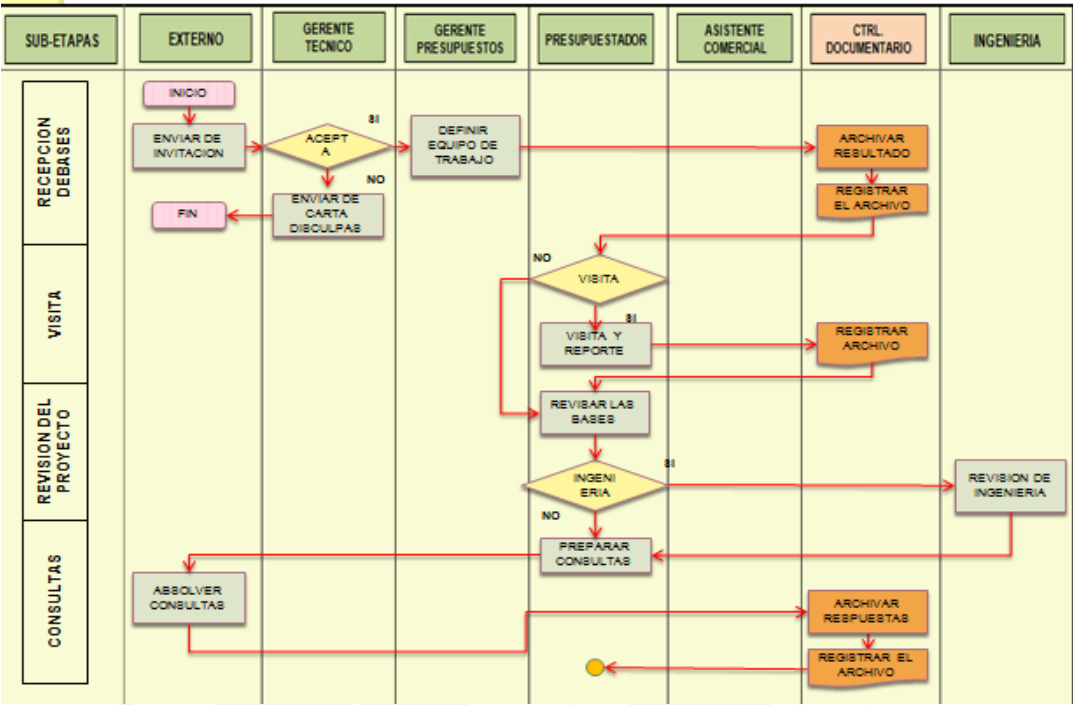 SUB-ETAPAS
EXTERNO
GERENTE
TECNICO
GERENTE
PRESUPUESTOS
PRESUPUESTADOR
ASISTENTE
COMERCIAL
CTRL.
DOCUMENTARIO
INGENIERIA
RECEPCION
DEBASES
INICIO
ENVIAR DE
INVITACION
ACEPT
A
SI
NO
DEFINIR
EQUIPO DE
TRABAJO
ARCHIVAR
RESULTADO
REGISTRAR
EL ARCHIVO
ENVIAR DE
CARTA
DISCULPAS
FIN
VISITA
NO
VISITA
SI
VISITA Y
REPORTE
REGISTRAR
ARCHIVO
REVISION DEL
PROYECTO
REVISAR LAS
BASES
INGENI
ERIA
SI
NO
REVISION DE
INGENIERIA
CONSULTAS
PREPARAR
CONSULTAS
ABSOLVER
CONSULTAS
ARCHIVAR
RESPUESTAS
REGISTRAR EL
ARCHIVO